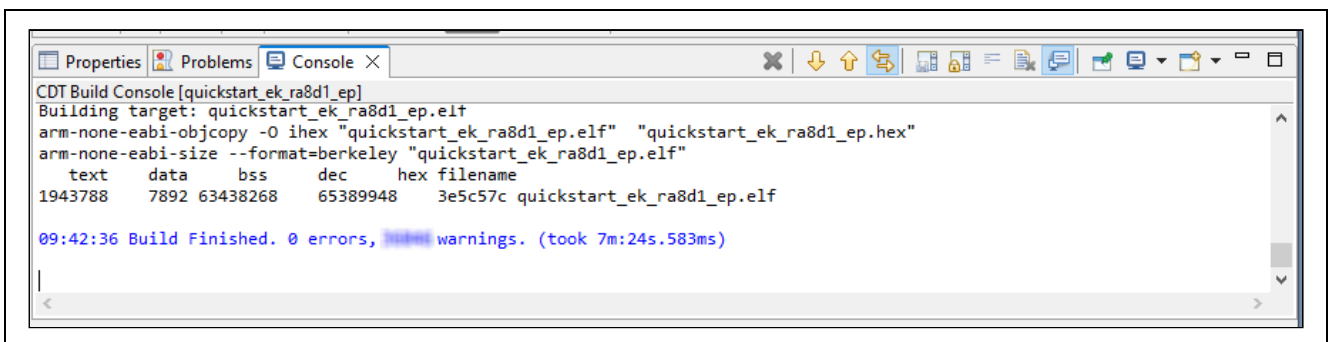 Properties Problems Console
CDT Build Console [quickstart_ek_ra8d1_ep]
Building target: quickstart_ek_ra8d1_ep.elf
arm-none-eabi-objcopy -O ihex "quickstart_ek_ra8d1_ep.elf"  "quickstart_ek_ra8d1_ep.hex"
arm-none-eabi-size --format=berkeley "quickstart_ek_ra8d1_ep.elf"
text data bss dec hex filename
1943788 7892 63438268 65389948 3e5c57c quickstart_ek_ra8d1_ep.elf
09:42:36 Build Finished. 0 errors, warnings. (took 7m:24s.583ms)